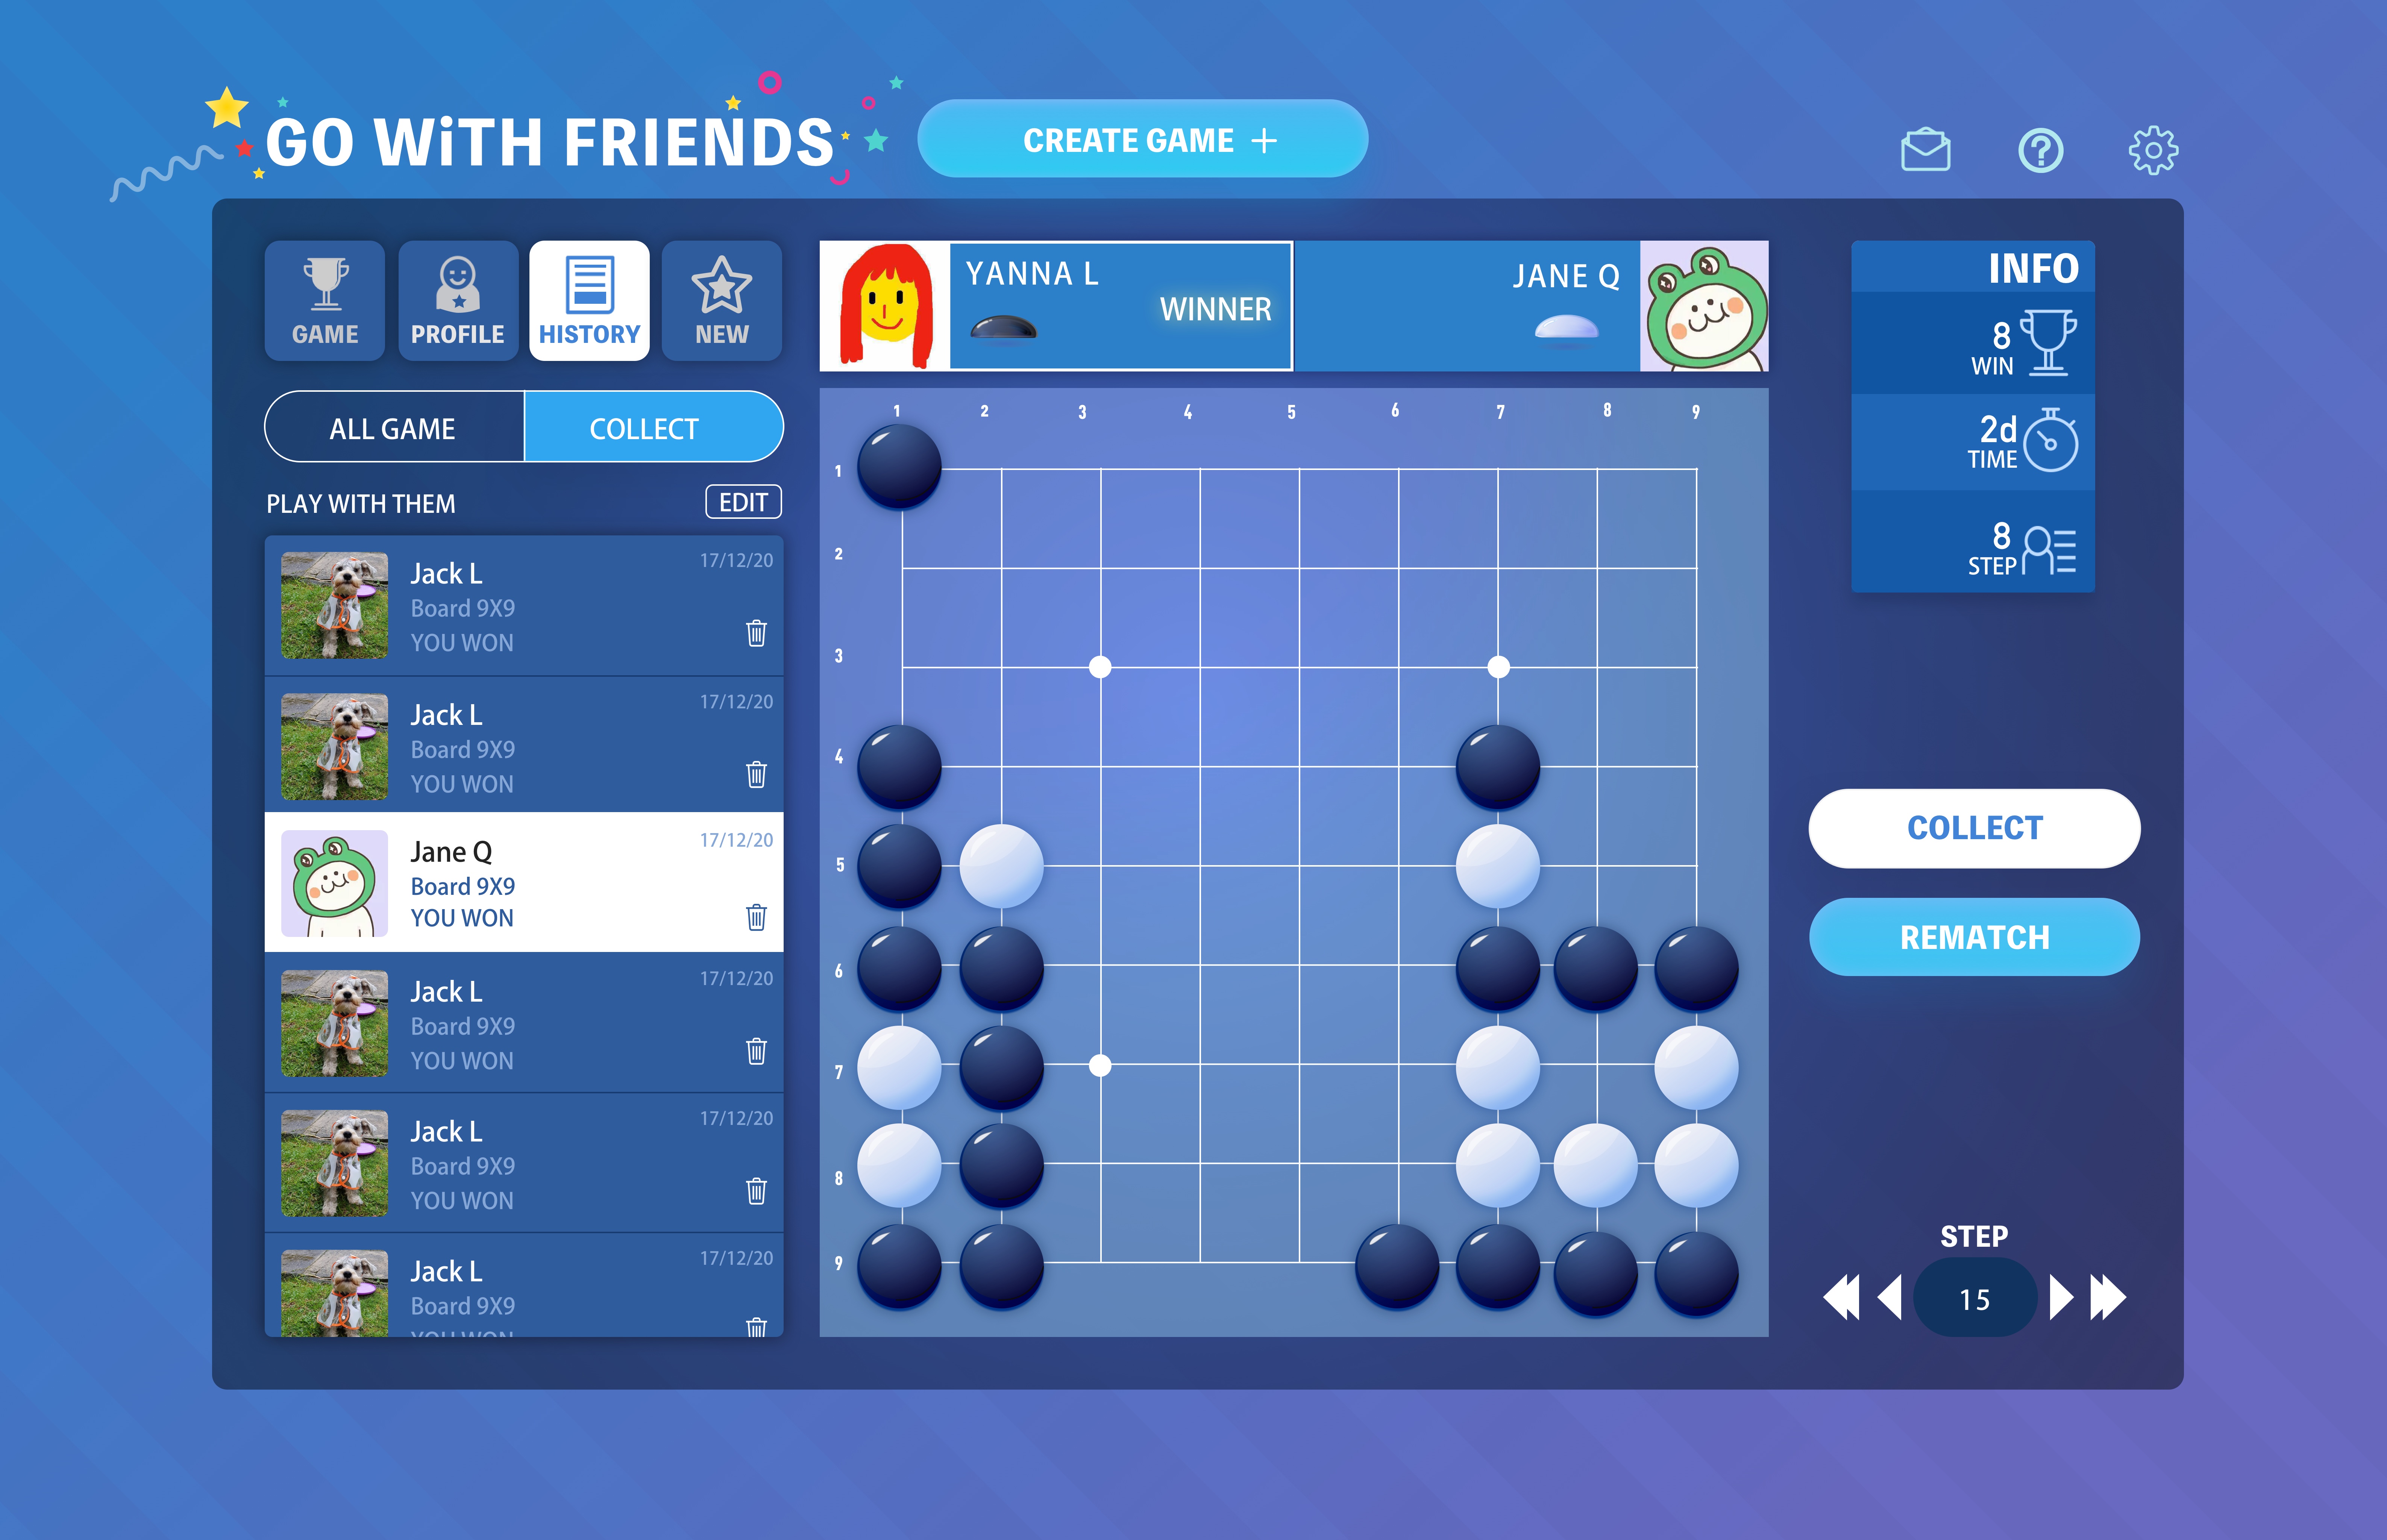 GO WiTH FRIENDS
CREATE GAME +
GAME
PROFILE
HISTORY
NEW
ALL GAME
COLLECT
PLAY WITH THEM
EDIT
Jack L
17/12/20
Board 9X9
YOU WON
Jack L
17/12/20
Board 9X9
YOU WON
Jane Q
17/12/20
Board 9X9
YOU WON
Jack L
17/12/20
Board 9X9
YOU WON
Jack L
17/12/20
Board 9X9
YOU WON
Jack L
17/12/20
Board 9X9
YOU WON
YANNA L
WINNER
JANE Q
1 2 3 4 5 6 7 8 9
1
2
3
4
5
6
7
8
9
INFO
8
WIN
2d
TIME
8
STEP
COLLECT
REMATCH
STEP
15